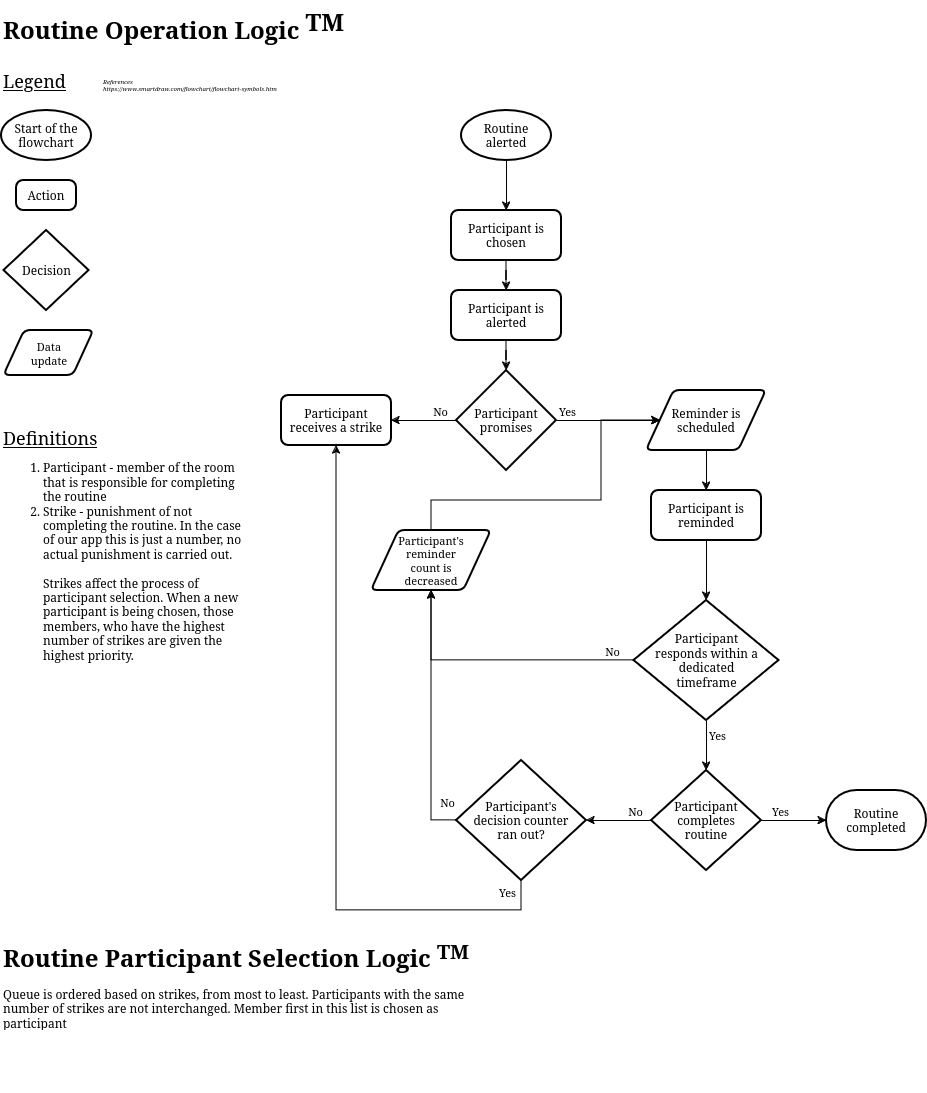 Routine Operation Logic TM
Legend
References
https://www.smartdraw.com/flowchart/flowchart-symbols.htm
Start of the
flowchart
Action
Decision
Data
update
Definitions
1. Participant - member of the room
that is responsible for completing
the routine
2. Strike - punishment of not
completing the routine. In the case
of our app this is just a number, no
actual punishment is carried out.
Strikes affect the process of
participant selection. When a new
participant is being chosen, those
members, who have the highest
number of strikes are given the
highest priority.
Routine
alerted
Participant is
chosen
Participant is
alerted
Participant
receives a strike
No
Participant
promises
Yes
Reminder is
scheduled
Participant is
reminded
Participant's
reminder
count is
decreased
No
Participant
responds within a
dedicated
timeframe
Yes
No
Participant's
decision counter
ran out?
No
Participant
completes
routine
Yes
Routine
completed
Yes
Routine Participant Selection Logic TM
Queue is ordered based on strikes, from most to least. Participants with the same
number of strikes are not interchanged. Member first in this list is chosen as
participant